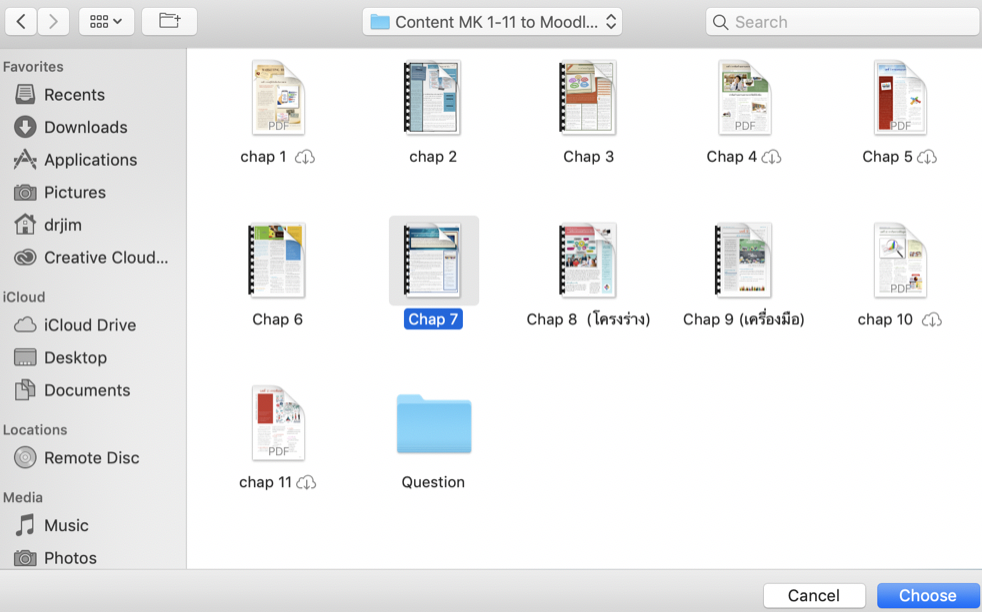 Content MK 1-11 to Moodl...
Search
Favorites
Recents
Downloads
Applications
Pictures
drjim
Creative Cloud...
iCloud
iCloud Drive
Desktop
Documents
Locations
Remote Disc
Media
Music
Photos
PDF
PDF
PDF
chap 1
chap 2
Chap 3
Chap 4
Chap 5
PDF
Chap 6
Chap 7
Chap 8 (โครงร่าง)
Chap 9 (เครื่องมือ)
chap 10
PDF
chap 11
Question
Cancel
Choose